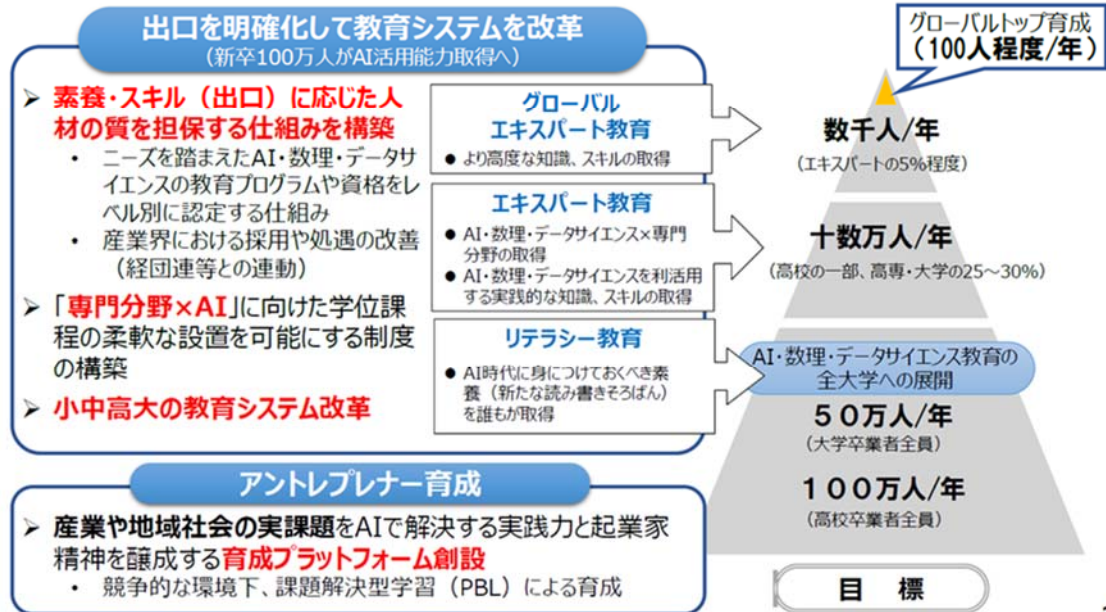 出口を明確化して教育システムを改革
（新卒100万人がAI活用能力取得へ）
➢ 素養・スキル（出口）に応じた人
材の質を担保する仕組みを構築
• ニーズを踏まえたAI・数理・データサ
イエンスの教育プログラムや資格をレ
ベル別に認定する仕組み
• 産業界における採用や処遇の改善
（経団連等との連動）
➢ 「専門分野×AI」に向けた学位課
程の柔軟な設置を可能にする制度
の構築
➢ 小中高大の教育システム改革
グローバル
エキスパート教育
● より高度な知識、スキルの取得
エキスパート教育
● AI・数理・データサイエンス×専門
分野の取得
● AI・数理・データサイエンスを利活用
する実践的な知識、スキルの取得
リテラシー教育
● AI時代に身につけておくべき素
養（新たな読み書きそろばん）
を誰もが取得
グローバルトップ育成
（100人程度/年）
数千人/年
（エキスパートの5％程度）
十数万人/年
（高校の一部、高専・大学の25～30％）
AI・数理・データサイエンス教育の
全大学への展開
５０万人/年
（大学卒業者全員）
１００万人/年
（高校卒業者全員）
目 標
アントレプレナー育成
➢ 産業や地域社会の実課題をAIで解決する実践力と起業家
精神を醸成する育成プラットフォーム創設
• 競争的な環境下、課題解決型学習（PBL）による育成